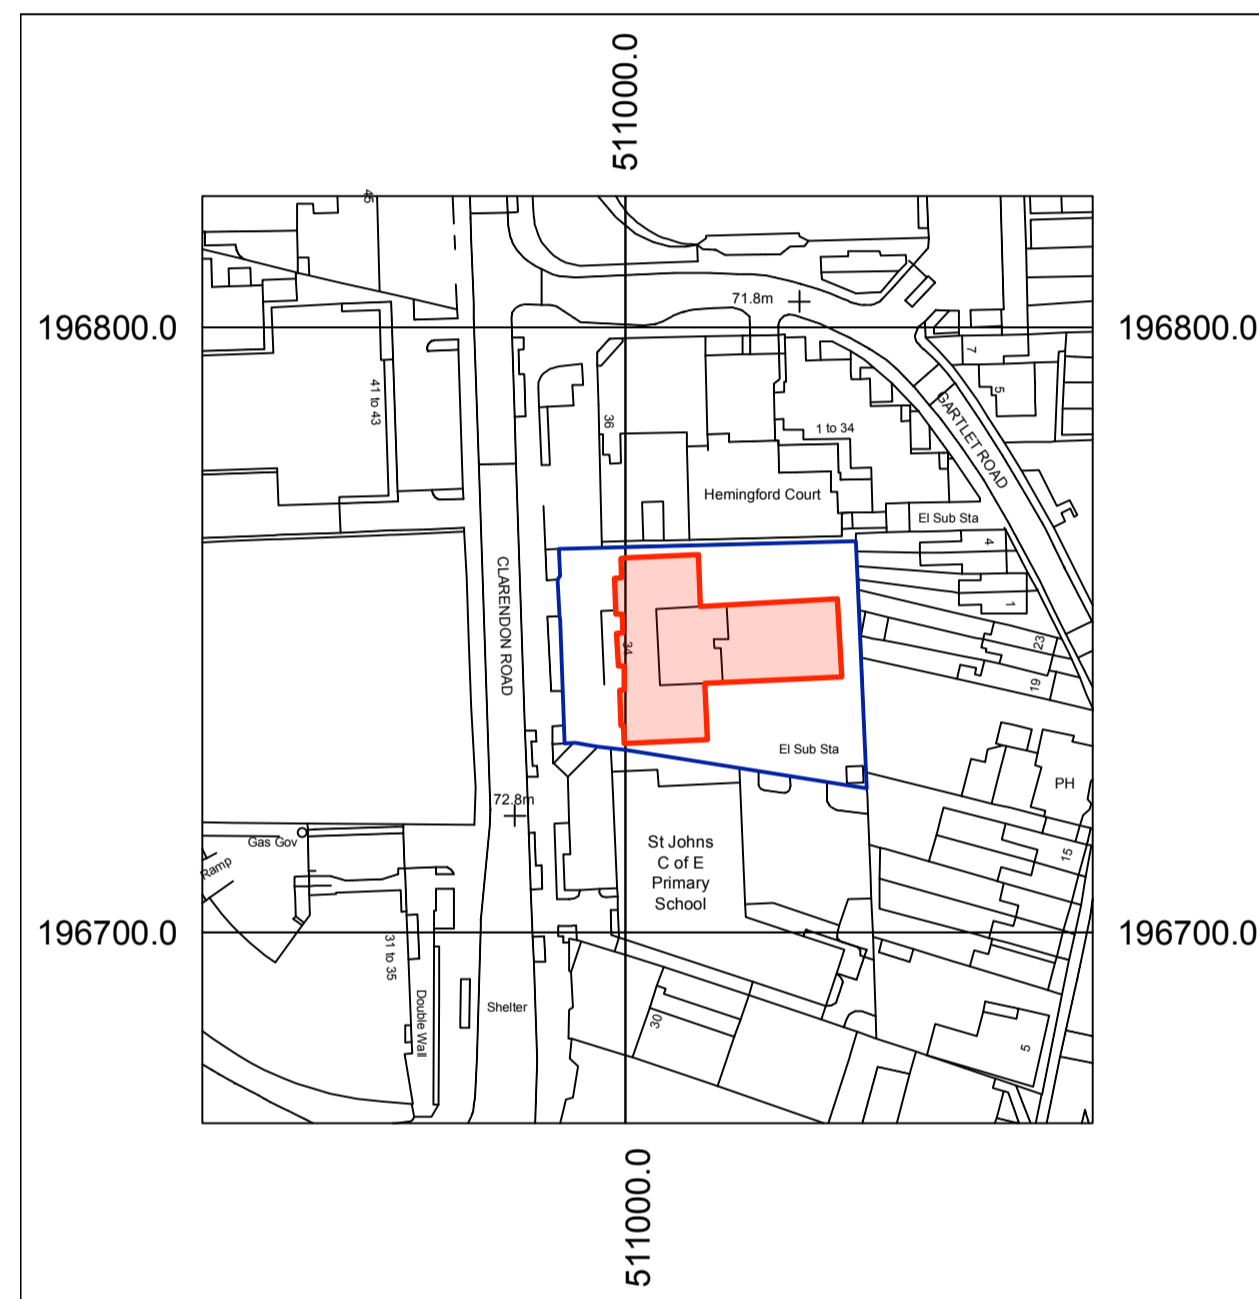 511000.0
45
71.8m
196800.0
196800.0
7
5
41 to 43
36
1 to 34
GARTLET ROAD
Hemingford Court
El Sub Sta
4
CLARENDON ROAD
1
34
23
19
El Sub Sta
PH
72.8m
Gas Gov
St Johns
C of E
Primary
School
15
Ramp
196700.0
196700.0
31 to 35
Double Wall
Shelter
30
5
511000.0